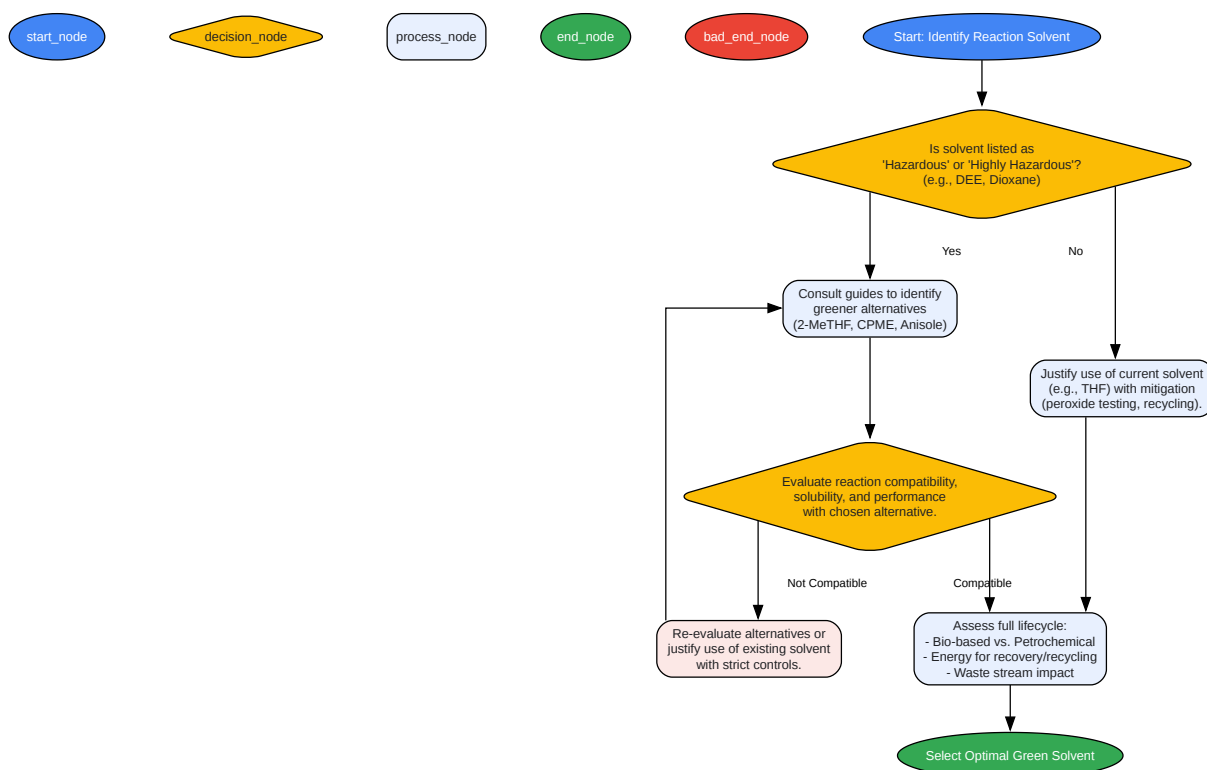 start_node
decision_node
process_node
end_node
bad_end_node
Start: Identify Reaction Solvent
Is solvent listed as
'Hazardous' or 'Highly Hazardous'?
(e.g., DEE, Dioxane)
Yes
No
Consult guides to identify
greener alternatives
(2-MeTHF, CPME, Anisole)
Justify use of current solvent
(e.g., THF) with mitigation
(peroxide testing, recycling).
Evaluate reaction compatibility,
solubility, and performance
with chosen alternative.
Not Compatible
Compatible
Re-evaluate alternatives or
justify use of existing solvent
with strict controls.
Assess full lifecycle:
- Bio-based vs. Petrochemical
- Energy for recovery/recycling
- Waste stream impact
Select Optimal Green Solvent